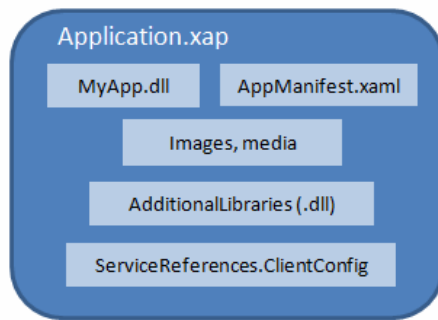 Application.xap
MyApp.dll
AppManifest.xaml
Images, media
AdditionalLibraries (.dll)
ServiceReferences.ClientConfig